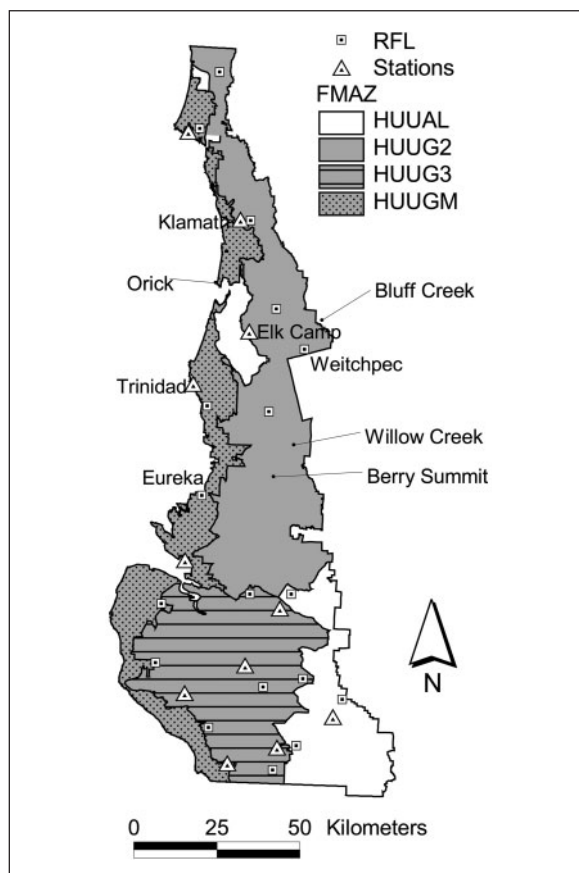 RFL
Stations
FMAZ
HUUAL
HUUG2
HUUG3
HUUGM
Klamath
Orick
Bluff Creek
Elk Camp
Weitchpec
Trinidad
Willow Creek
Eureka
Berry Summit
N
0 25 50 Kilometers